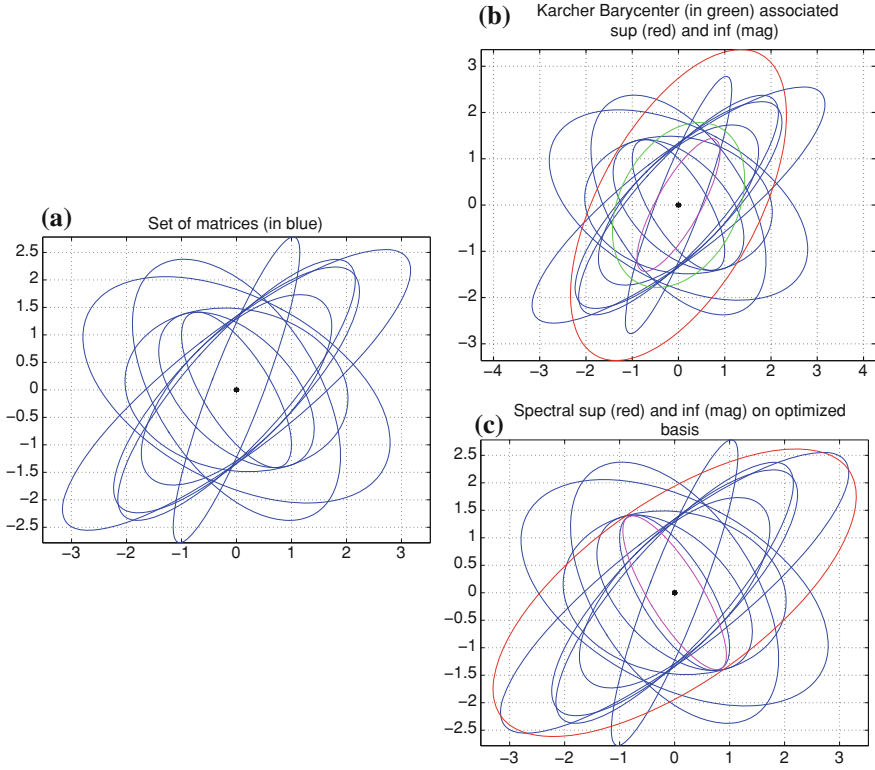 (a)
Set of matrices (in blue)
2.5
2
1.5
1
0.5
0
−0.5
−1
−1.5
−2
−2.5
−3 −2 −1 0 1 2 3
(b)
Karcher Barycenter (in green) associated
sup (red) and inf (mag)
3
2
1
0
−1
−2
−3
−4 −3 −2 −1 0 1 2 3 4
(c)
Spectral sup (red) and inf (mag) on optimized
basis
2.5
2
1.5
1
0.5
0
−0.5
−1
−1.5
−2
−2.5
−3 −2 −1 0 1 2 3